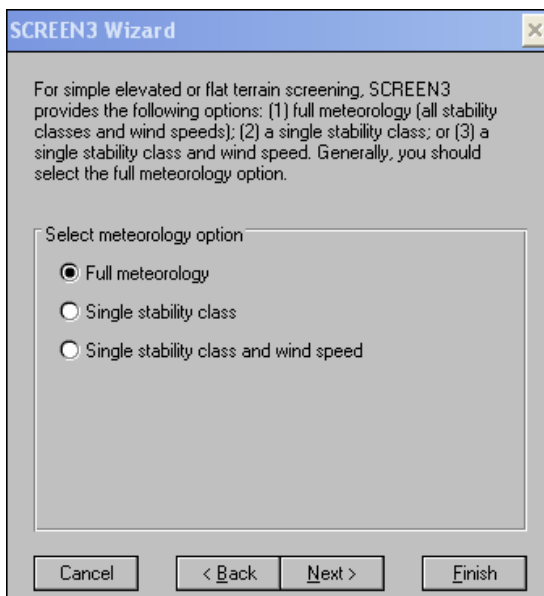 SCREEN3 Wizard
For simple elevated or flat terrain screening, SCREEN3
provides the following options: (1) full meteorology (all stability
classes and wind speeds); (2) a single stability class; or (3) a
single stability class and wind speed. Generally, you should
select the full meteorology option.
Select meteorology option
Full meteorology
Single stability class
Single stability class and wind speed
Cancel
< Back
Next >
Finish